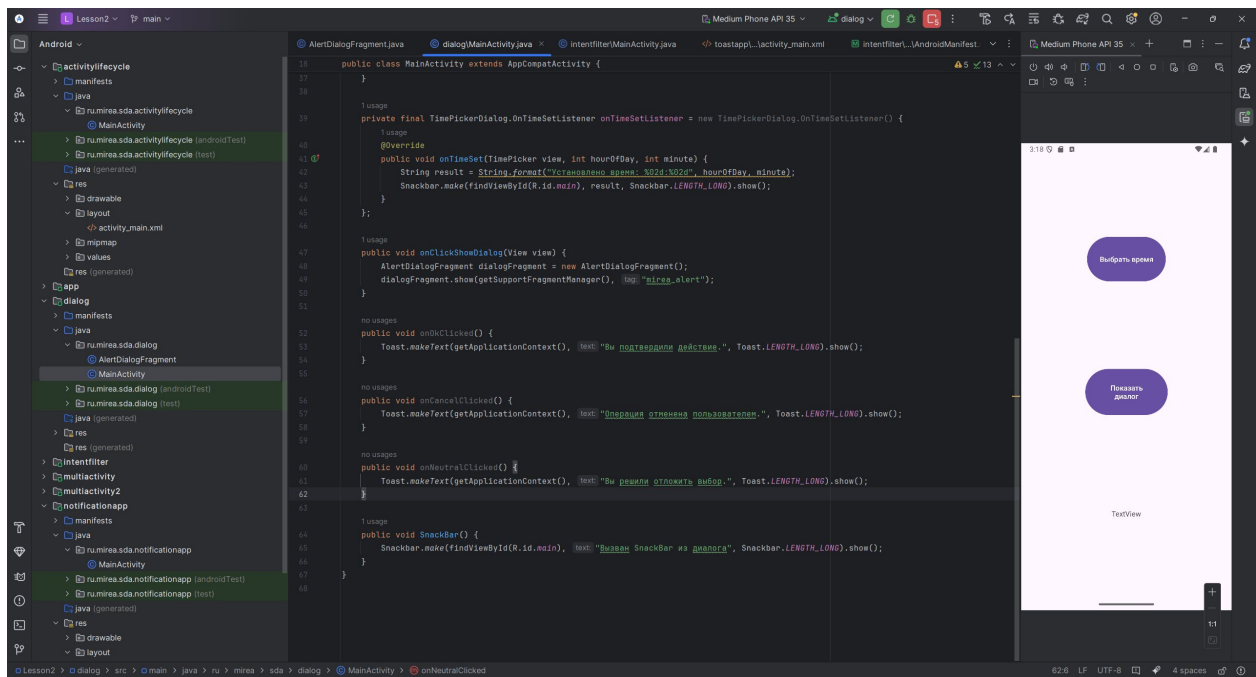 Lesson2
main
Medium Phone API 35
dialog
Android
AlertDialogFragment.java
dialog\MainActivity.java
intentfilter\MainActivity.java
toastapp\...\activity_main.xml
intentfilter\...\AndroidManifest.
Medium Phone API 35
activitylifecycle
manifests
java
ru.mirea.sda.activitylifecycle
MainActivity
ru.mirea.sda.activitylifecycle (androidTest)
ru.mirea.sda.activitylifecycle (test)
java (generated)
res
drawable
layout
activity_main.xml
mipmap
values
res (generated)
app
dialog
manifests
java
ru.mirea.sda.dialog
AlertDialogFragment
MainActivity
ru.mirea.sda.dialog (androidTest)
ru.mirea.sda.dialog (test)
java (generated)
res
res (generated)
intentfilter
multiactivity
multiactivity2
notificationapp
manifests
java
ru.mirea.sda.notificationapp
MainActivity
ru.mirea.sda.notificationapp (androidTest)
ru.mirea.sda.notificationapp (test)
java (generated)
res
drawable
layout
18 public class MainActivity extends AppCompatActivity {
5 13
37 }
38
1 usage
39 private final TimePickerDialog.OnTimeSetListener onTimeSetListener = new TimePickerDialog.OnTimeSetListener() {
1 usage
40 @Override
41 public void onTimeSet(TimePicker view, int hourOfDay, int minute) {
42 String result = String.format("Установлено время: %02d:%02d", hourOfDay, minute);
43 Snackbar.make(findViewById(R.id.main), result, Snackbar.LENGTH_LONG).show();
44 }
45 };
46
1 usage
47 public void onClickShowDialog(View view) {
48 AlertDialogFragment dialogFragment = new AlertDialogFragment();
49 dialogFragment.show(getSupportFragmentManager(), tag: "mirea_alert");
50 }
51
no usages
52 public void onOkClicked() {
53 Toast.makeText(getApplicationContext(), text: "Вы подтвердили действие.", Toast.LENGTH_LONG).show();
54 }
55
no usages
56 public void onCancelClicked() {
57 Toast.makeText(getApplicationContext(), text: "Операция отменена пользователем.", Toast.LENGTH_LONG).show();
58 }
59
no usages
60 public void onNeutralClicked() {
61 Toast.makeText(getApplicationContext(), text: "Вы решили отложить выбор.", Toast.LENGTH_LONG).show();
62 }
63
1 usage
64 public void SnackBar() {
65 Snackbar.make(findViewById(R.id.main), text: "Вызван SnackBar из диалога", Snackbar.LENGTH_LONG).show();
66 }
67 }
68
3:18
Выбрать время
Показать
диалог
TextView
1:1
Lesson2 > dialog > src > main > java > ru > mirea > sda > dialog > MainActivity > onNeutralClicked
62:6 LF UTF-8 4 spaces